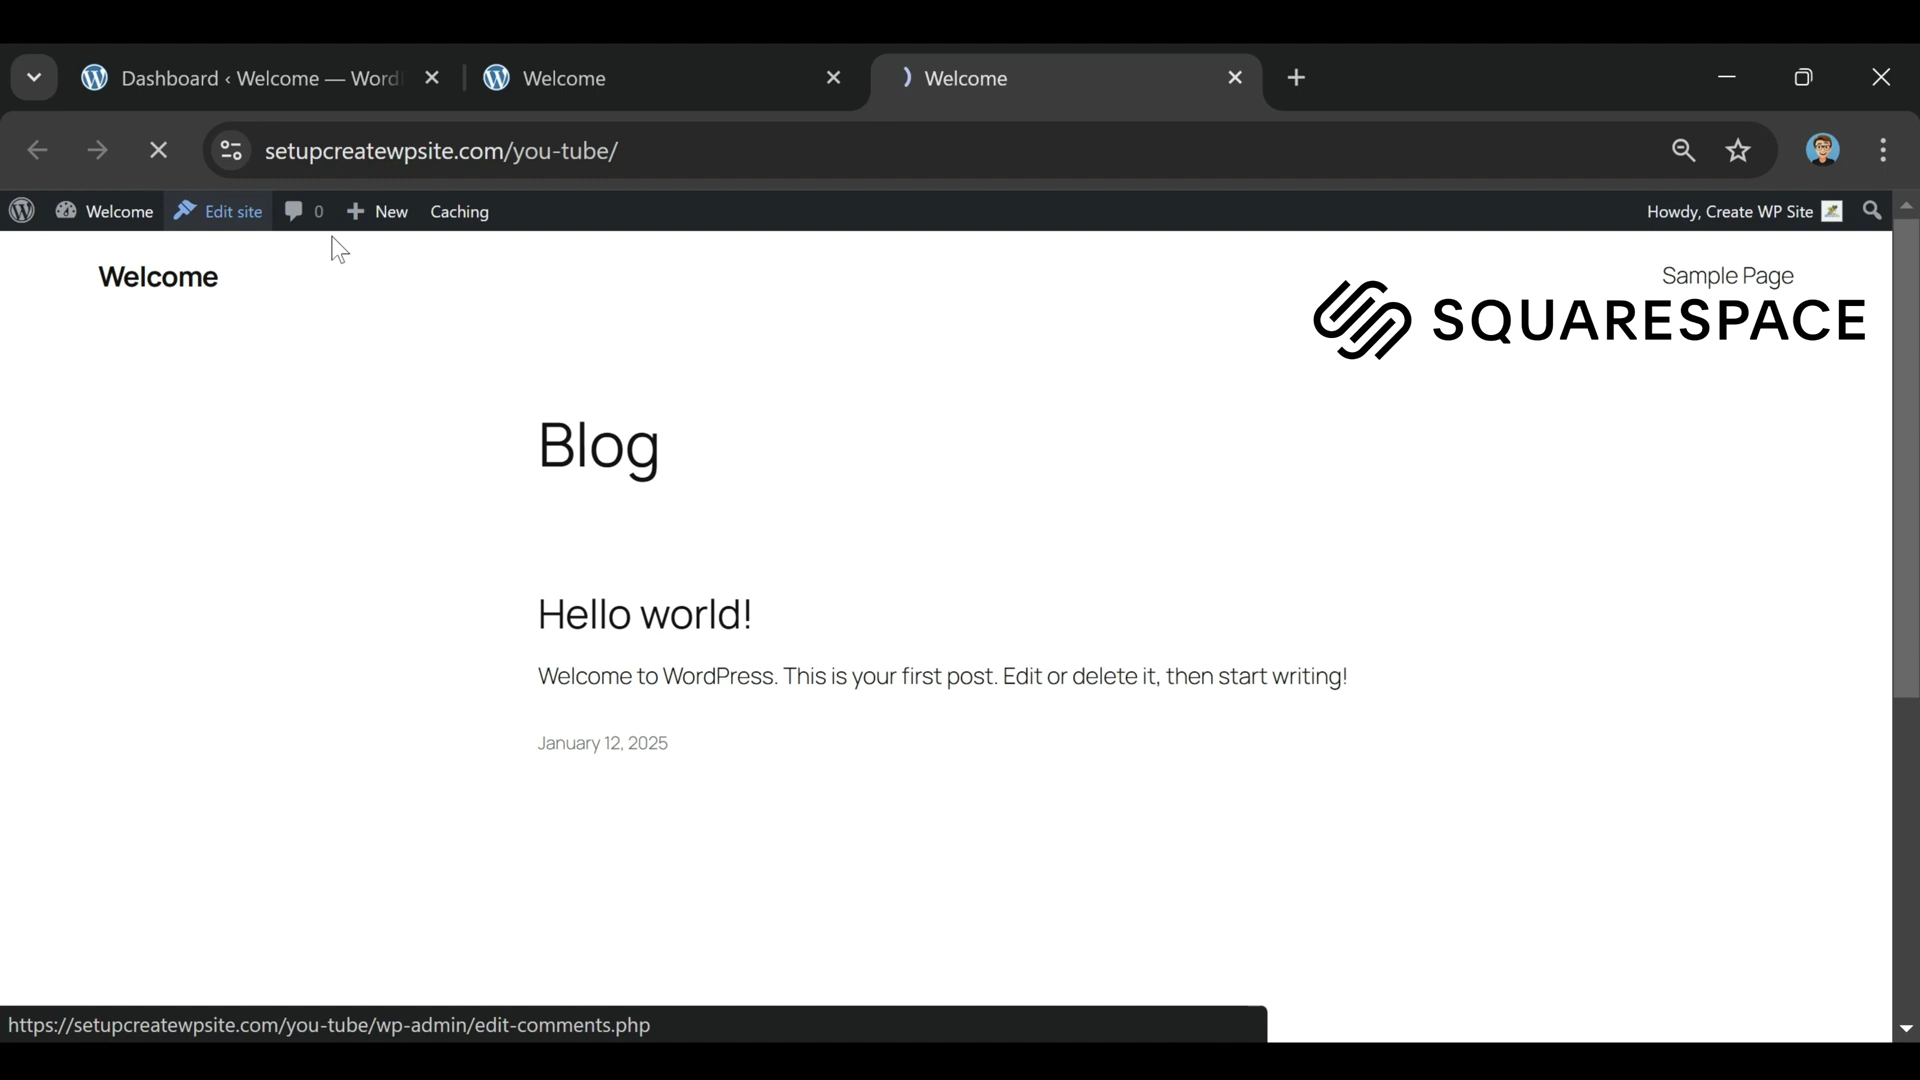 Dashboard ‹ Welcome — Word
Welcome
Welcome
setupcreatewpsite.com/you-tube/
Welcome Edit site 0 New Caching Howdy, Create WP Site
Welcome
Sample Page
SQUARESPACE
Blog
Hello world!
Welcome to WordPress. This is your first post. Edit or delete it, then start writing!
January 12, 2025
https://setupcreatewpsite.com/you-tube/wp-admin/edit-comments.php